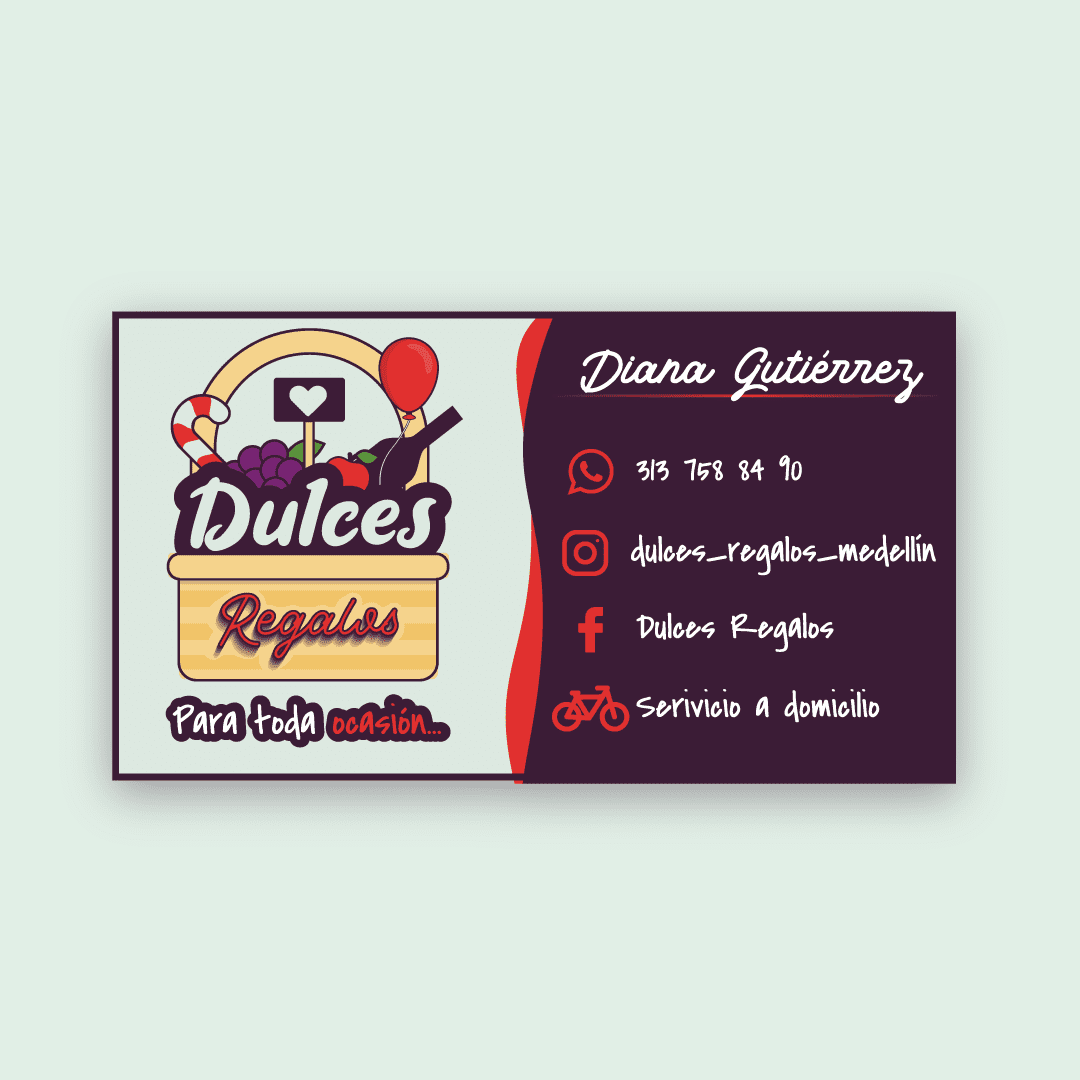 Dulces
Regalos
Para toda ocasión...
Diana Gutiérrez
313 758 84 90
dulces_regalos_medellín
Dulces Regalos
Serivicio a domicilio